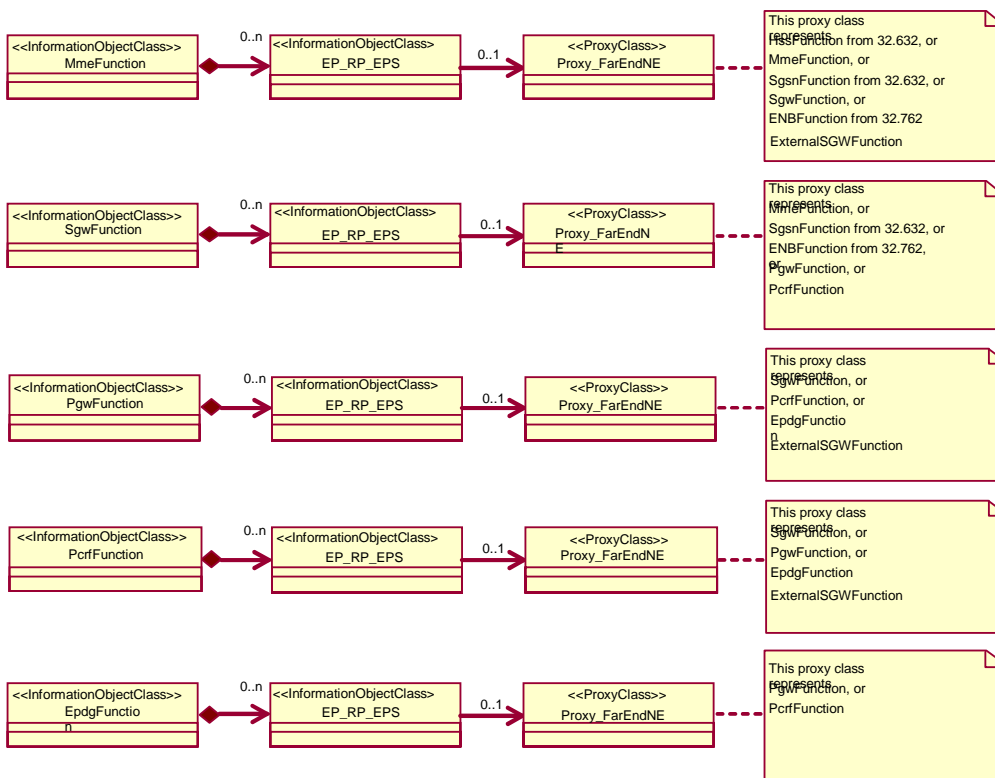 <<InformationObjectClass>>
MmeFunction
0..n
<<InformationObjectClass>
EP_RP_EPS
0..1
<<ProxyClass>>
Proxy_FarEndNE
This proxy class
represents
HssFunction from 32.632, or
MmeFunction, or
SgsnFunction from 32.632, or
SgwFunction, or
ENBFunction from 32.762
ExternalSGWFunction
<<InformationObjectClass>>
SgwFunction
0..n
<<InformationObjectClass>
EP_RP_EPS
0..1
<<ProxyClass>>
Proxy_FarEndN
E
This proxy class
represents
MmeFunction, or
SgsnFunction from 32.632, or
ENBFunction from 32.762,
or
PgwFunction, or
PcrfFunction
<<InformationObjectClass>>
PgwFunction
0..n
<<InformationObjectClass>
EP_RP_EPS
0..1
<<ProxyClass>>
Proxy_FarEndNE
This proxy class
represents
SgwFunction, or
PcrfFunction, or
EpdgFunctio
n
ExternalSGWFunction
<<InformationObjectClass>>
PcrfFunction
0..n
<<InformationObjectClass>
EP_RP_EPS
0..1
<<ProxyClass>>
Proxy_FarEndNE
This proxy class
represents
SgwFunction, or
PgwFunction, or
EpdgFunction
ExternalSGWFunction
<<InformationObjectClass>>
EpdgFunctio
n
0..n
<<InformationObjectClass>
EP_RP_EPS
0..1
<<ProxyClass>>
Proxy_FarEndNE
This proxy class
represents
PgwFunction, or
PcrfFunction